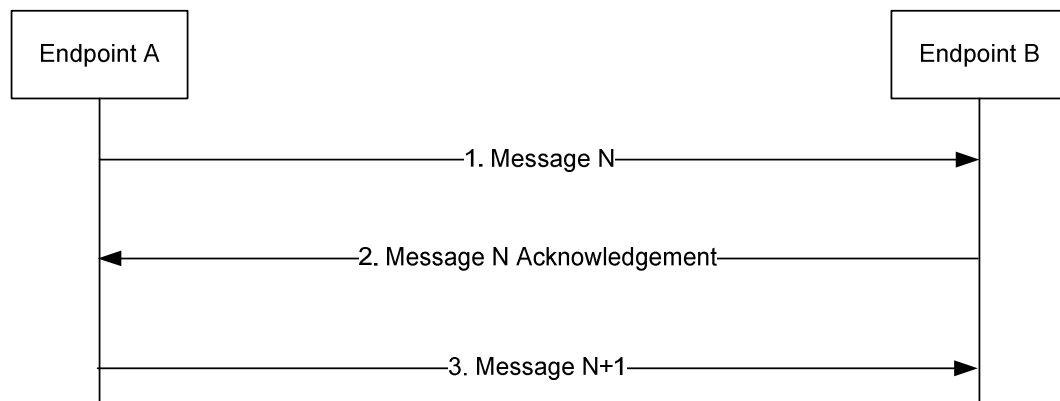 Endpoint A
Endpoint B
1. Message N
2. Message N Acknowledgement
3. Message N+1